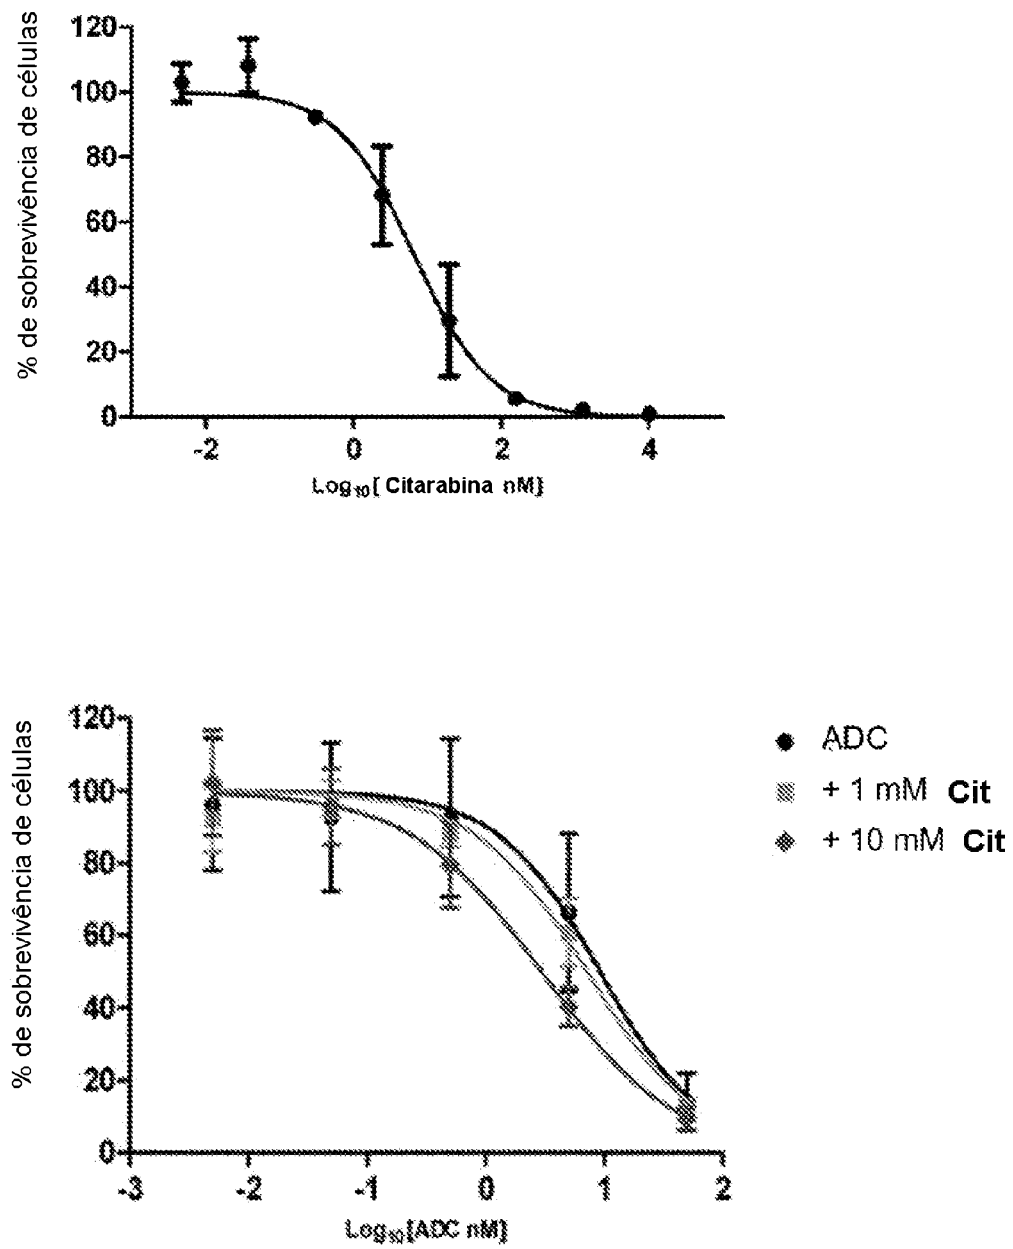 % de sobrevivência de células
120
100
80
60
40
20
0
-2 0 2 4
Log10[ Citarabina nM]
% de sobrevivência de células
120
100
80
60
40
20
0
-3 -2 -1 0 1 2
Log10[ADC nM]
ADC
+ 1 mM Cit
+ 10 mM Cit